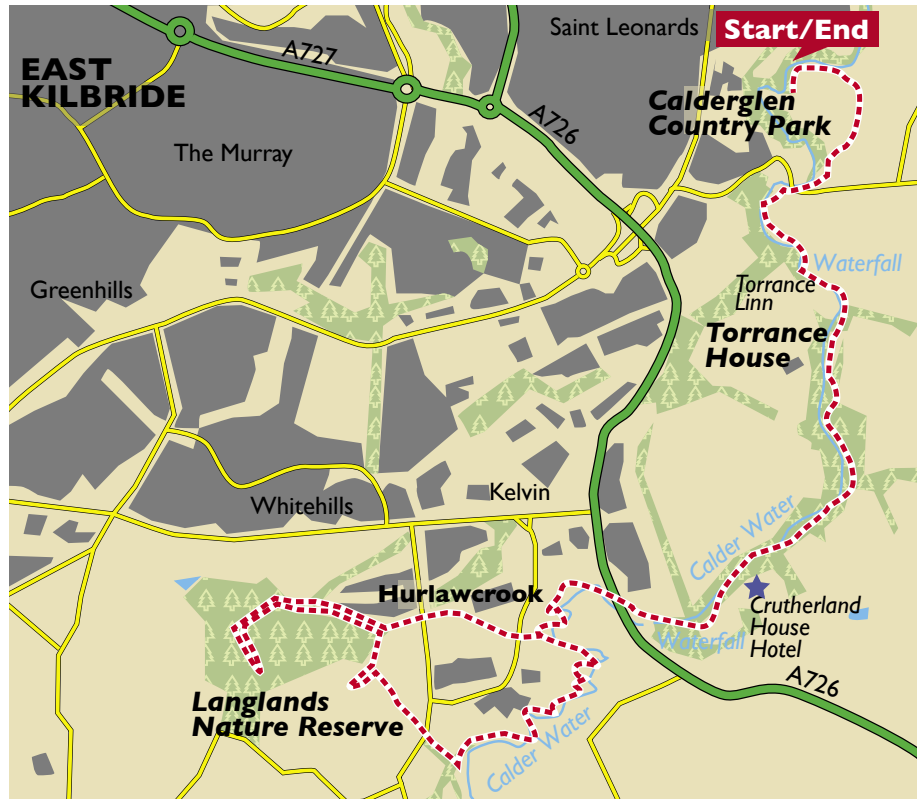 Saint Leonards
Start/End
A727
EAST
KILBRIDE
Calderglen
Country Park
A726
The Murray
Waterfall
Greenhills
Torrance
Linn
Torrance
House
Kelvin
Whitehills
Calder Water
Hurlawcrook
Crutherland
House
Hotel
Waterfall
A726
Langlands
Nature Reserve
Calder Water